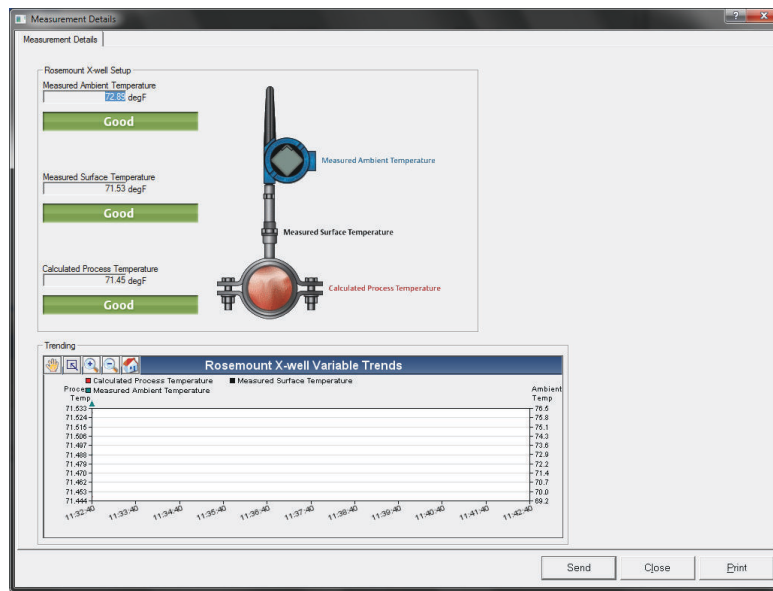 Measurement Details
Measurement Details
Rosemount X-well Setup
Measured Ambient Temperature
72.89 degF
Good
Measured Ambient Temperature
Measured Surface Temperature
71.53 degF
Good
Measured Surface Temperature
Calculated Process Temperature
71.45 degF
Good
Calculated Process Temperature
Trending
Rosemount X-well Variable Trends
Calculated Process Temperature Measured Surface Temperature
Measured Ambient Temperature
Temp
Ambient
Temp
71.533 76.5
71.524 75.8
71.515 75.1
71.506 74.3
71.497 73.6
71.488 72.9
71.479 72.2
71.470 71.4
71.462 70.7
71.453 70.0
71.444 69.2
11:32:40 11:33:40 11:34:40 11:35:40 11:36:40 11:37:40 11:38:40 11:39:40 11:40:40 11:41:40 11:42:40
Send Close Print